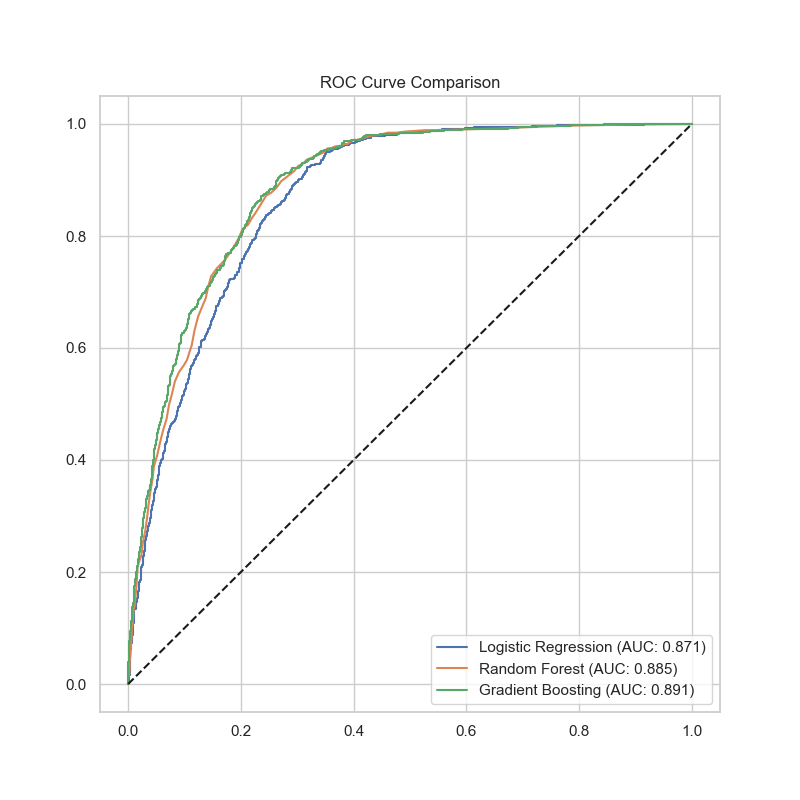 ROC Curve Comparison
1.0
0.8
0.6
0.4
0.2
0.0
Logistic Regression (AUC: 0.871)
Random Forest (AUC: 0.885)
Gradient Boosting (AUC: 0.891)
0.0 0.2 0.4 0.6 0.8 1.0